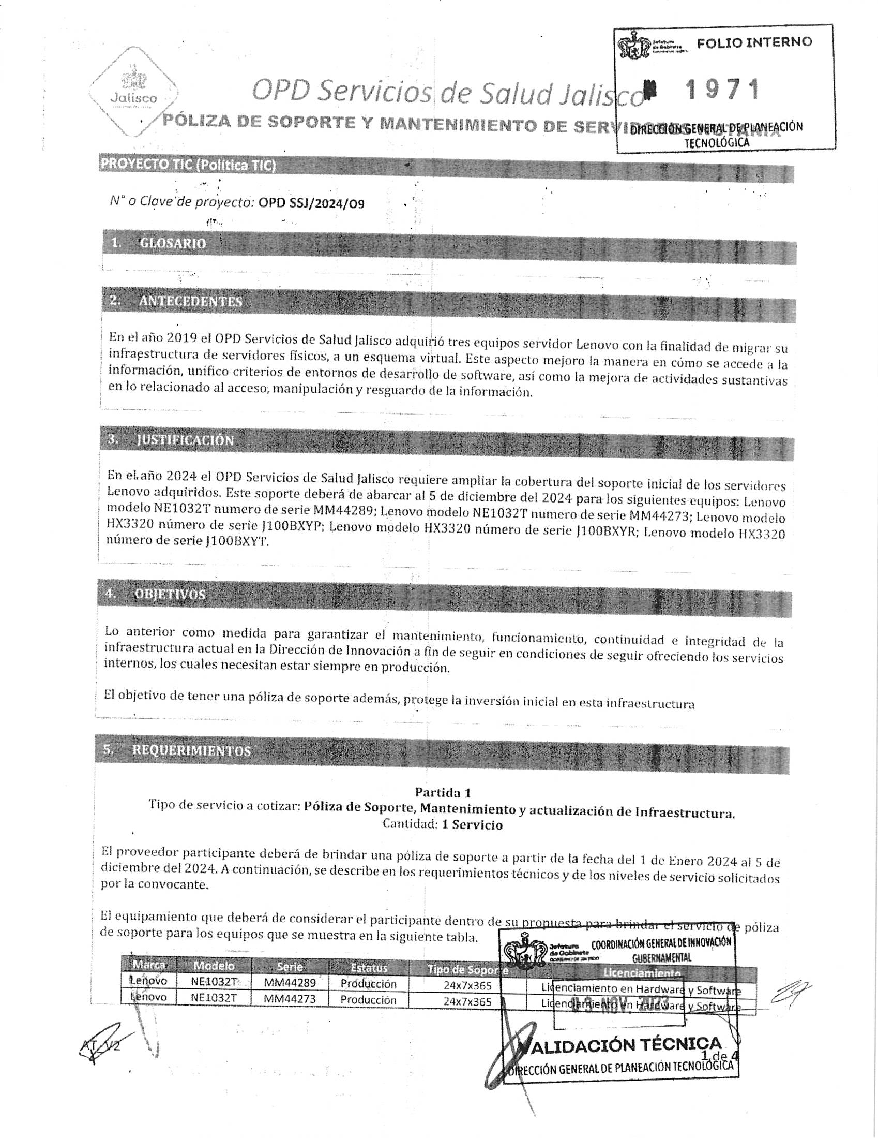 Jefatura de Gabinete
FOLIO INTERNO
1971
DIRECCIÓN GENERAL DE PLANEACIÓN
TECNOLÓGICA
Jalisco
OPD Servicios de Salud Jalisco
PÓLIZA DE SOPORTE Y MANTENIMIENTO DE
PROYECTO TIC (Política TIC)
N° o Clave de proyecto: OPD SSJ/2024/09
1. GLOSARIO
2. ANTECEDENTES
En el año 2019 el OPD Servicios de Salud Jalisco adquirió tres equipos servidor Lenovo con la finalidad de migrar su
infraestructura de servidores físicos, a un esquema virtual. Este aspecto mejoro la manera en cómo se accede a la
información, unifico criterios de entornos de desarrollo de software, así como la mejora de actividades sustantivas
en lo relacionado al acceso, manipulación y resguardo de la información.
3. JUSTIFICACIÓN
En el año 2024 el OPD Servicios de Salud Jalisco requiere ampliar la cobertura del soporte inicial de los servidores
Lenovo adquiridos. Este soporte deberá de abarcar al 5 de diciembre del 2024 para los siguientes equipos: Lenovo
modelo NE1032T numero de serie MM44289; Lenovo modelo NE1032T numero de serie MM44273; Lenovo modelo
HX3320 número de serie J100BXYP; Lenovo modelo HX3320 número de serie J100BXYR; Lenovo modelo HX3320
número de serie J100BXYT.
4. OBJETIVOS
Lo anterior como medida para garantizar el mantenimiento, funcionamiento, continuidad e integridad de la
infraestructura actual en la Dirección de Innovación a fin de seguir en condiciones de seguir ofreciendo los servicios
internos, los cuales necesitan estar siempre en producción.
El objetivo de tener una póliza de soporte además, protege la inversión inicial en esta infraestructura
5. REQUERIMIENTOS
Partida 1
Tipo de servicio a cotizar: Póliza de Soporte, Mantenimiento y actualización de Infraestructura.
Cantidad: 1 Servicio
El proveedor participante deberá de brindar una póliza de soporte a partir de la fecha del 1 de Enero 2024 al 5 de
diciembre del 2024. A continuación, se describe en los requerimientos técnicos y de los niveles de servicio solicitados
por la convocante.
El equipamiento que deberá de considerar el participante dentro de su propuesta para brindar el servicio de póliza
de soporte para los equipos que se muestra en la siguiente tabla.
Marca Modelo Serie Estatus Tipo de Soporte Licenciamiento
Lenovo NE1032T MM44289 Producción 24x7x365 Licenciamiento en Hardware y Software
Lenovo NE1032T MM44273 Producción 24x7x365 Licenciamiento en Hardware y Software
Jefatura de Gabinete
COORDINACIÓN GENERAL DE INNOVACIÓN
GUBERNAMENTAL
VALIDACIÓN TÉCNICA
1 de 4
DIRECCIÓN GENERAL DE PLANEACIÓN TECNOLÓGICA